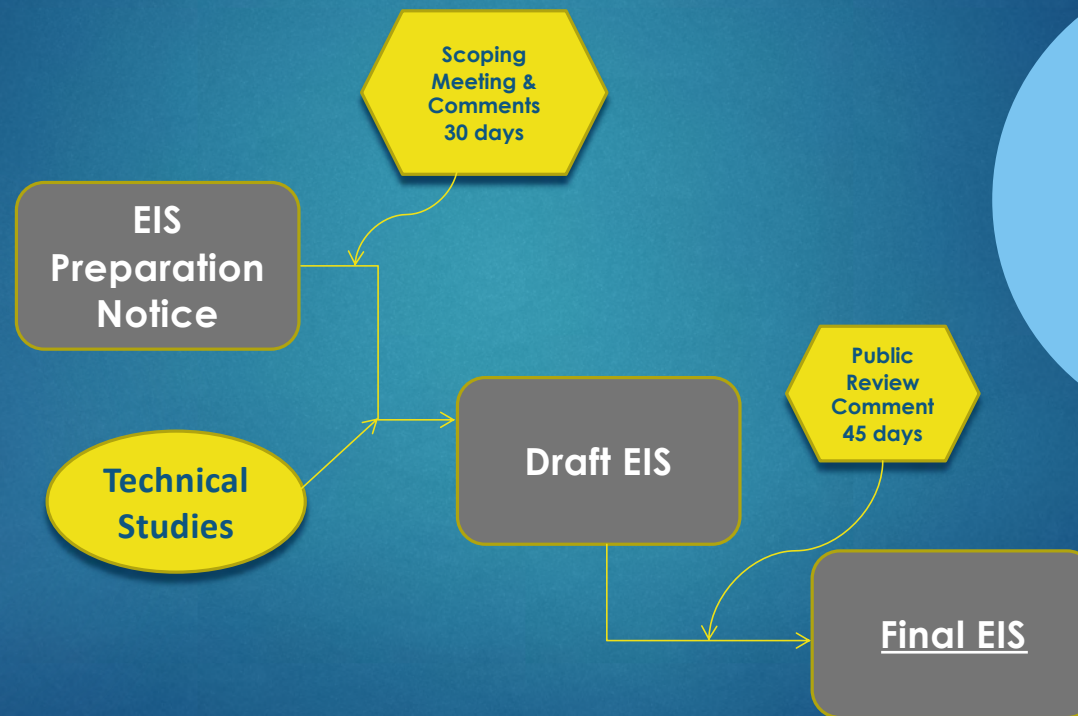 Scoping
Meeting &
Comments
30 days
EIS
Preparation
Notice
Technical
Studies
Draft EIS
Public
Review
Comment
45 days
Final EIS